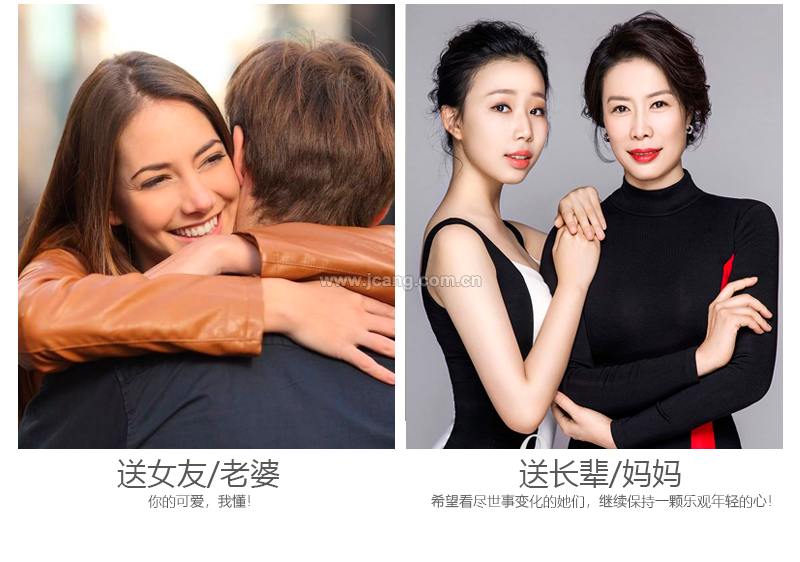 www.jcang.com.cn
送女友/老婆
你的可爱，我懂！
送长辈/妈妈
希望看尽世事变化的她们，继续保持一颗乐观年轻的心！